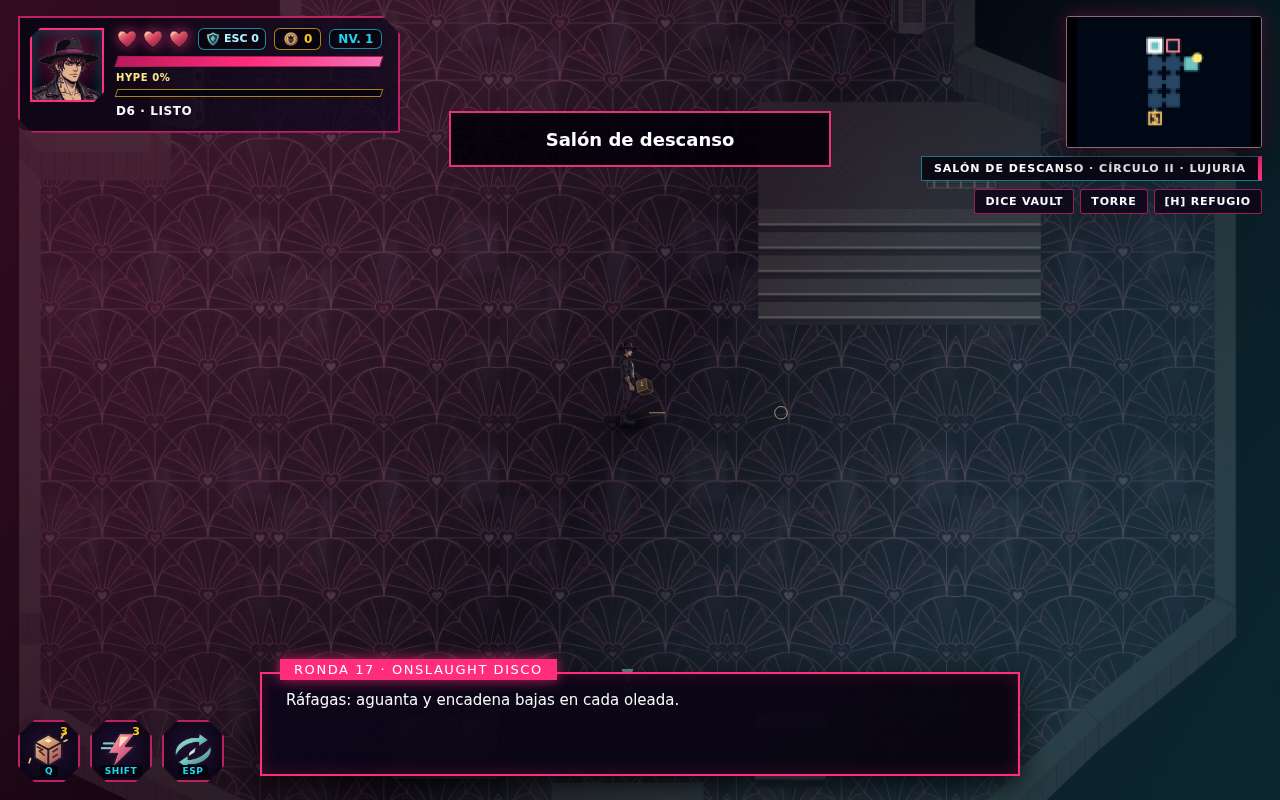 ESC 0
0
NV. 1
HYPE 0%
D6 · LISTO
Salón de descanso
SALÓN DE DESCANSO · CÍRCULO II · LUJURIA
DICE VAULT
TORRE
[H] REFUGIO
RONDA 17 · ONSLAUGHT DISCO
Ráfagas: aguanta y encadena bajas en cada oleada.
3
Q
3
SHIFT
ESP